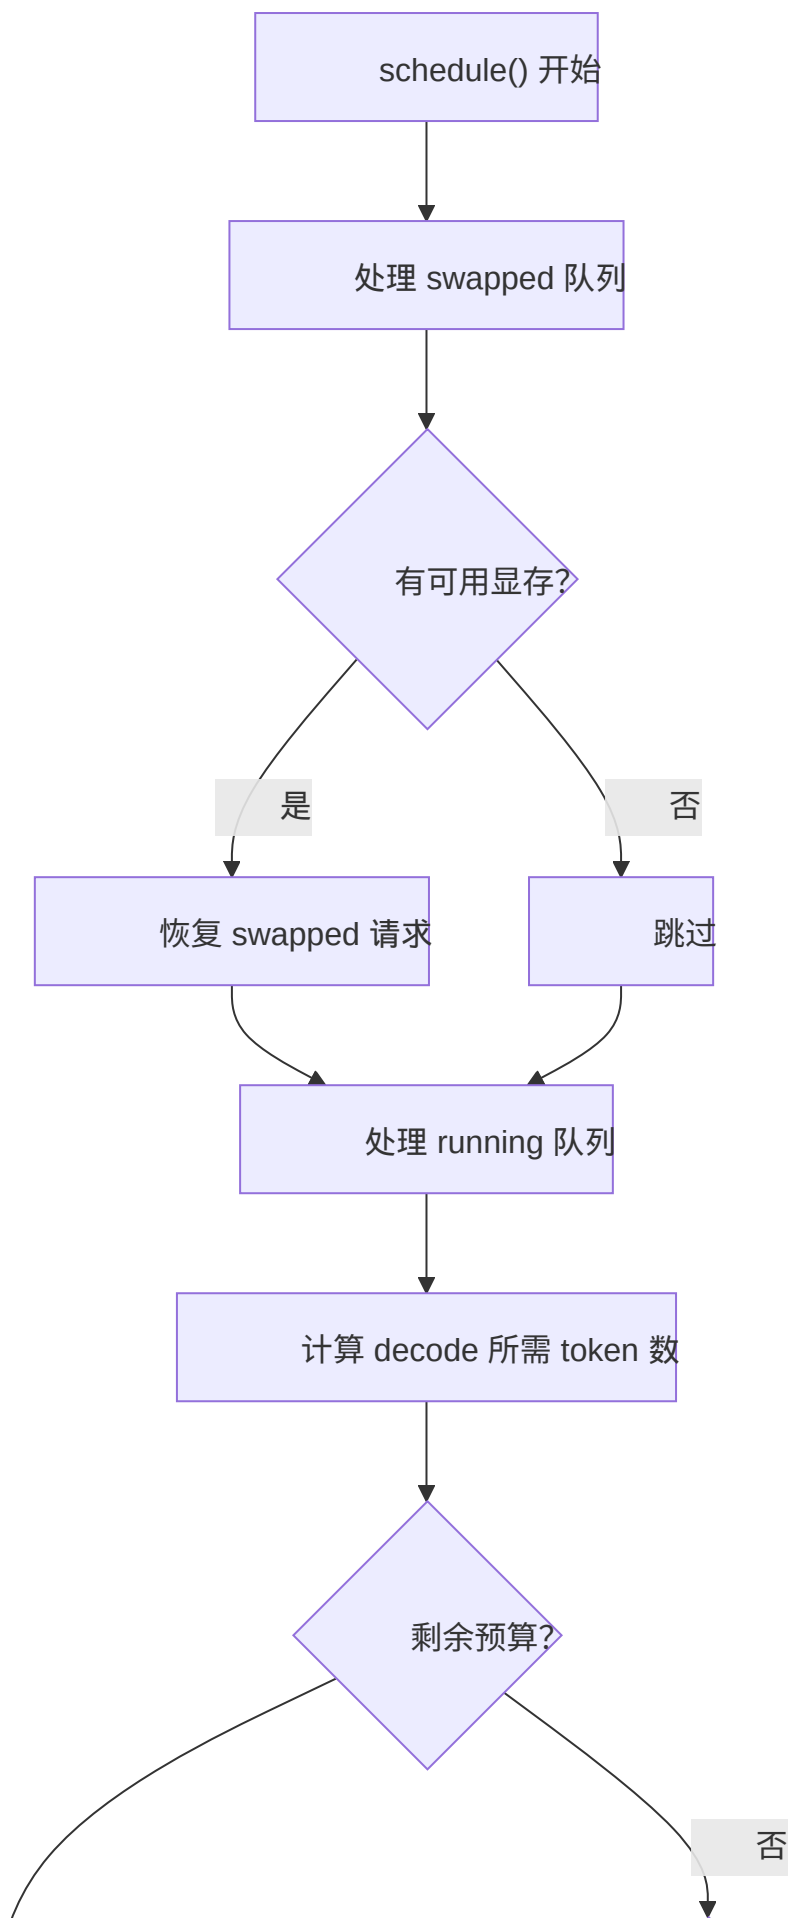 schedule() 开始
处理 swapped 队列
有可用显存?
是
否
恢复 swapped 请求
跳过
处理 running 队列
计算 decode 所需 token 数
剩余预算?
否